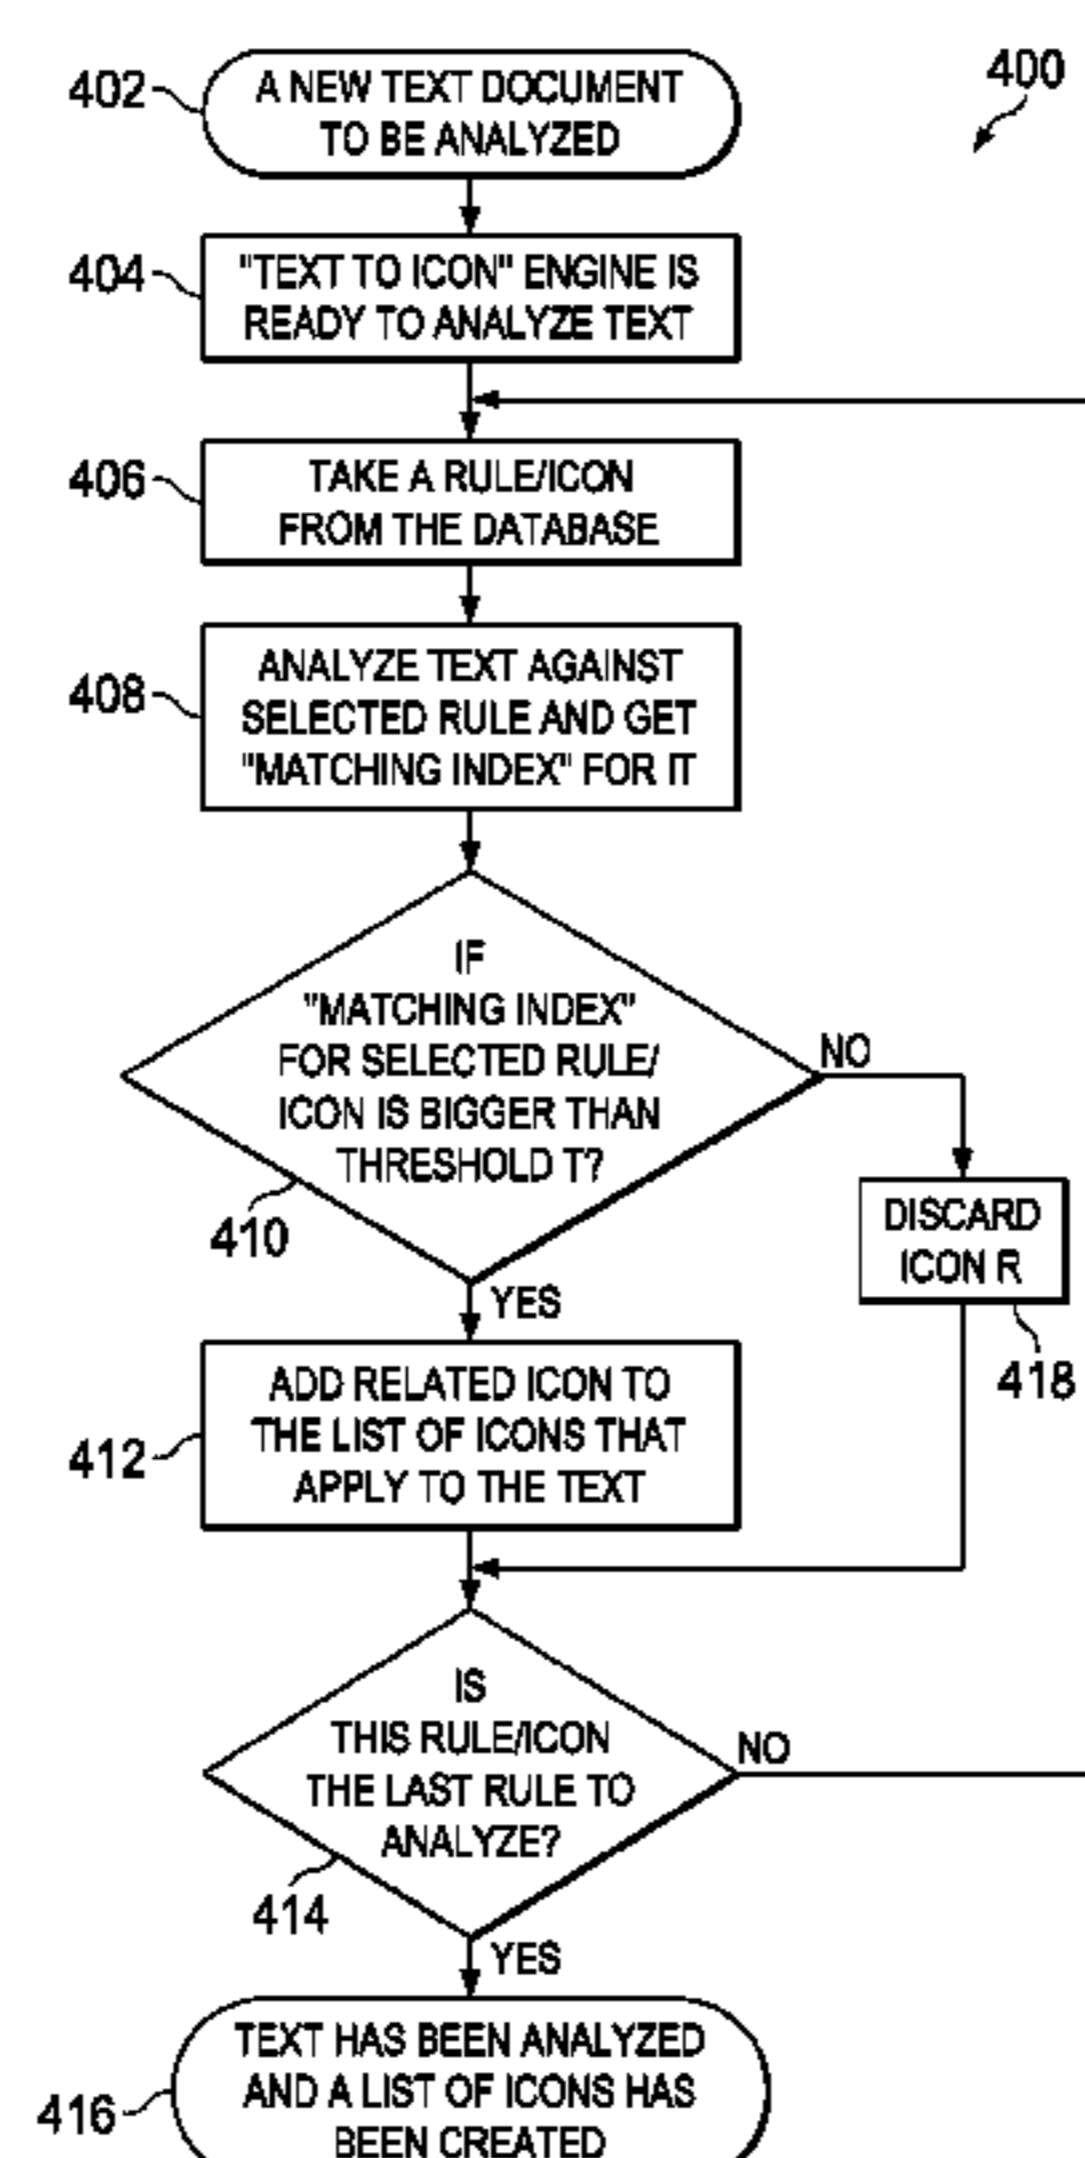 402
A NEW TEXT DOCUMENT
TO BE ANALYZED
400
404
"TEXT TO ICON" ENGINE IS
READY TO ANALYZE TEXT
406
TAKE A RULE/ICON
FROM THE DATABASE
408
ANALYZE TEXT AGAINST
SELECTED RULE AND GET
"MATCHING INDEX" FOR IT
IF
"MATCHING INDEX"
FOR SELECTED RULE/
ICON IS BIGGER THAN
THRESHOLD T?
NO
410
YES
DISCARD
ICON R
418
412
ADD RELATED ICON TO
THE LIST OF ICONS THAT
APPLY TO THE TEXT
IS
THIS RULE/ICON
THE LAST RULE TO
ANALYZE?
NO
414
YES
416
TEXT HAS BEEN ANALYZED
AND A LIST OF ICONS HAS
BEEN CREATED